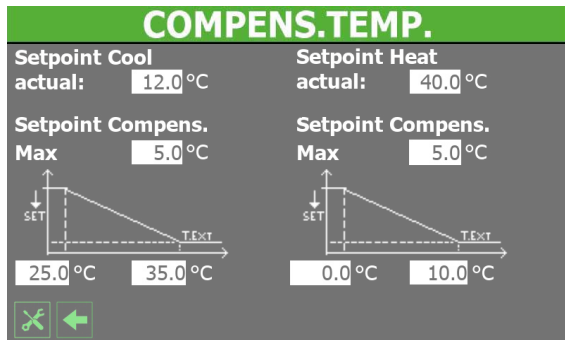 COMPENS.TEMP.
Setpoint Cool
actual: 12.0 °C
Setpoint Compens.
Max 5.0 °C
SET
T.EXT
25.0 °C 35.0 °C
Setpoint Heat
actual: 40.0 °C
Setpoint Compens.
Max 5.0 °C
SET
T.EXT
0.0 °C 10.0 °C